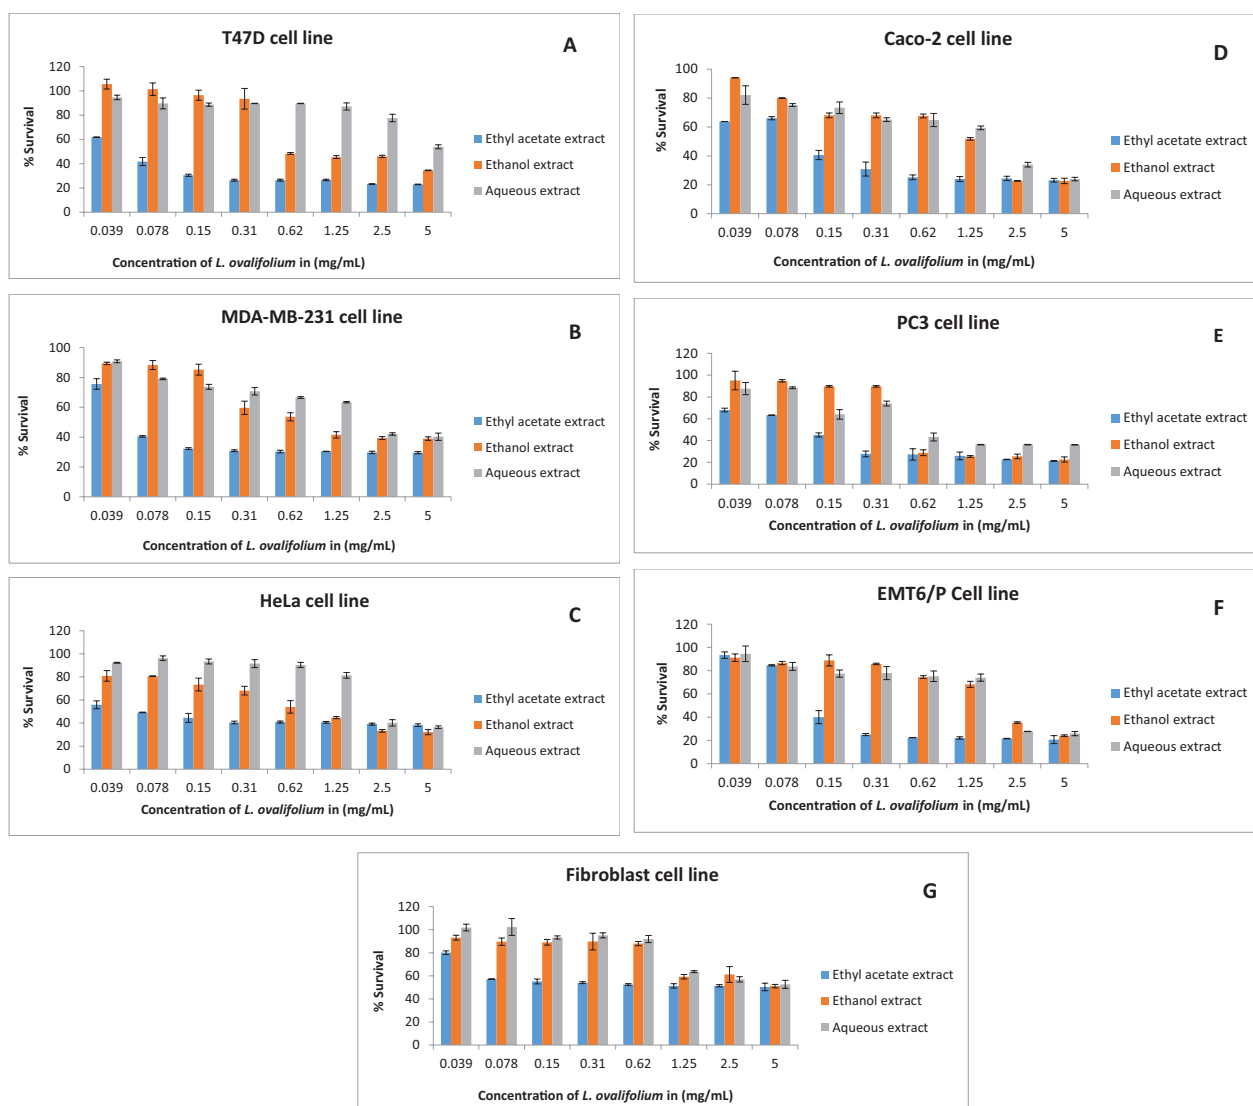 T47D cell line
A
% Survival
120
100
80
60
40
20
0
0.039 0.078 0.15 0.31 0.62 1.25 2.5 5
Concentration of L. ovalifolium in (mg/mL)
Ethyl acetate extract
Ethanol extract
Aqueous extract
MDA-MB-231 cell line
B
% Survival
100
80
60
40
20
0
0.039 0.078 0.15 0.31 0.62 1.25 2.5 5
Concentration of L. ovalifolium in (mg/mL)
Ethyl acetate extract
Ethanol extract
Aqueous extract
HeLa cell line
C
% Survival
120
100
80
60
40
20
0
0.039 0.078 0.15 0.31 0.62 1.25 2.5 5
Concentration of L. ovalifolium in (mg/mL)
Ethyl acetate extract
Ethanol extract
Aqueous extract
Caco-2 cell line
D
% Survival
100
80
60
40
20
0
0.039 0.078 0.15 0.31 0.62 1.25 2.5 5
Concentration of L. ovalifolium in (mg/mL)
Ethyl acetate extract
Ethanol extract
Aqueous extract
PC3 cell line
E
% Survival
120
100
80
60
40
20
0
0.039 0.078 0.15 0.31 0.62 1.25 2.5 5
Concentration of L. ovalifolium in (mg/mL)
Ethyl acetate extract
Ethanol extract
Aqueous extract
EMT6/P Cell line
F
% Survival
120
100
80
60
40
20
0
0.039 0.078 0.15 0.31 0.62 1.25 2.5 5
Concentration of L. ovalifolium in (mg/mL)
Ethyl acetate extract
Ethanol extract
Aqueous extract
Fibroblast cell line
G
% Survival
120
100
80
60
40
20
0
0.039 0.078 0.15 0.31 0.62 1.25 2.5 5
Concentration of L. ovalifolium in (mg/mL)
Ethyl acetate extract
Ethanol extract
Aqueous extract